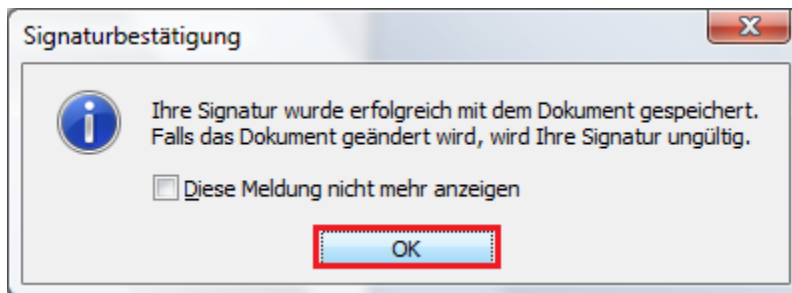 Signaturbestätigung
Ihre Signatur wurde erfolgreich mit dem Dokument gespeichert.
Falls das Dokument geändert wird, wird Ihre Signatur ungültig.
Diese Meldung nicht mehr anzeigen
OK